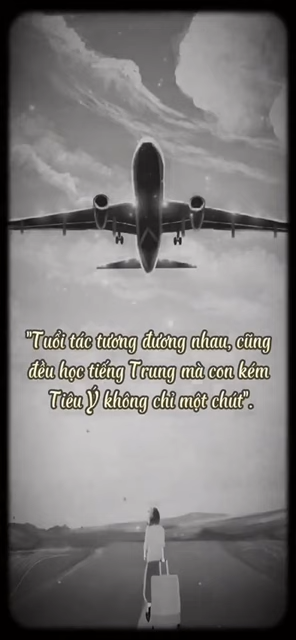 "Tuổi tác tương đương nhau, cũng
đều học tiếng Trung mà con kém
Tiêu Ý không chỉ một chút".